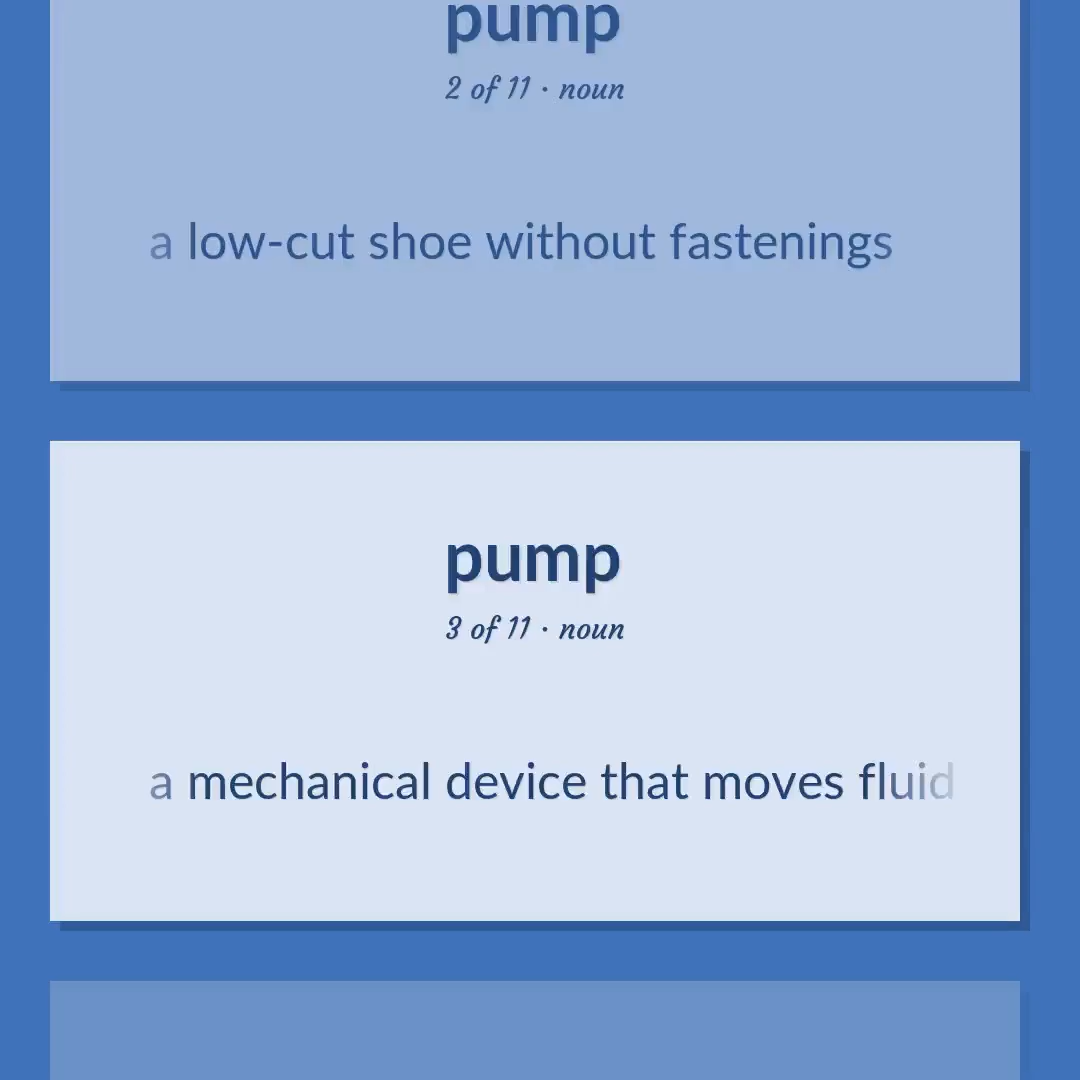 pump
2 of 11 · noun
a low-cut shoe without fastenings
pump
3 of 11 · noun
a mechanical device that moves fluid